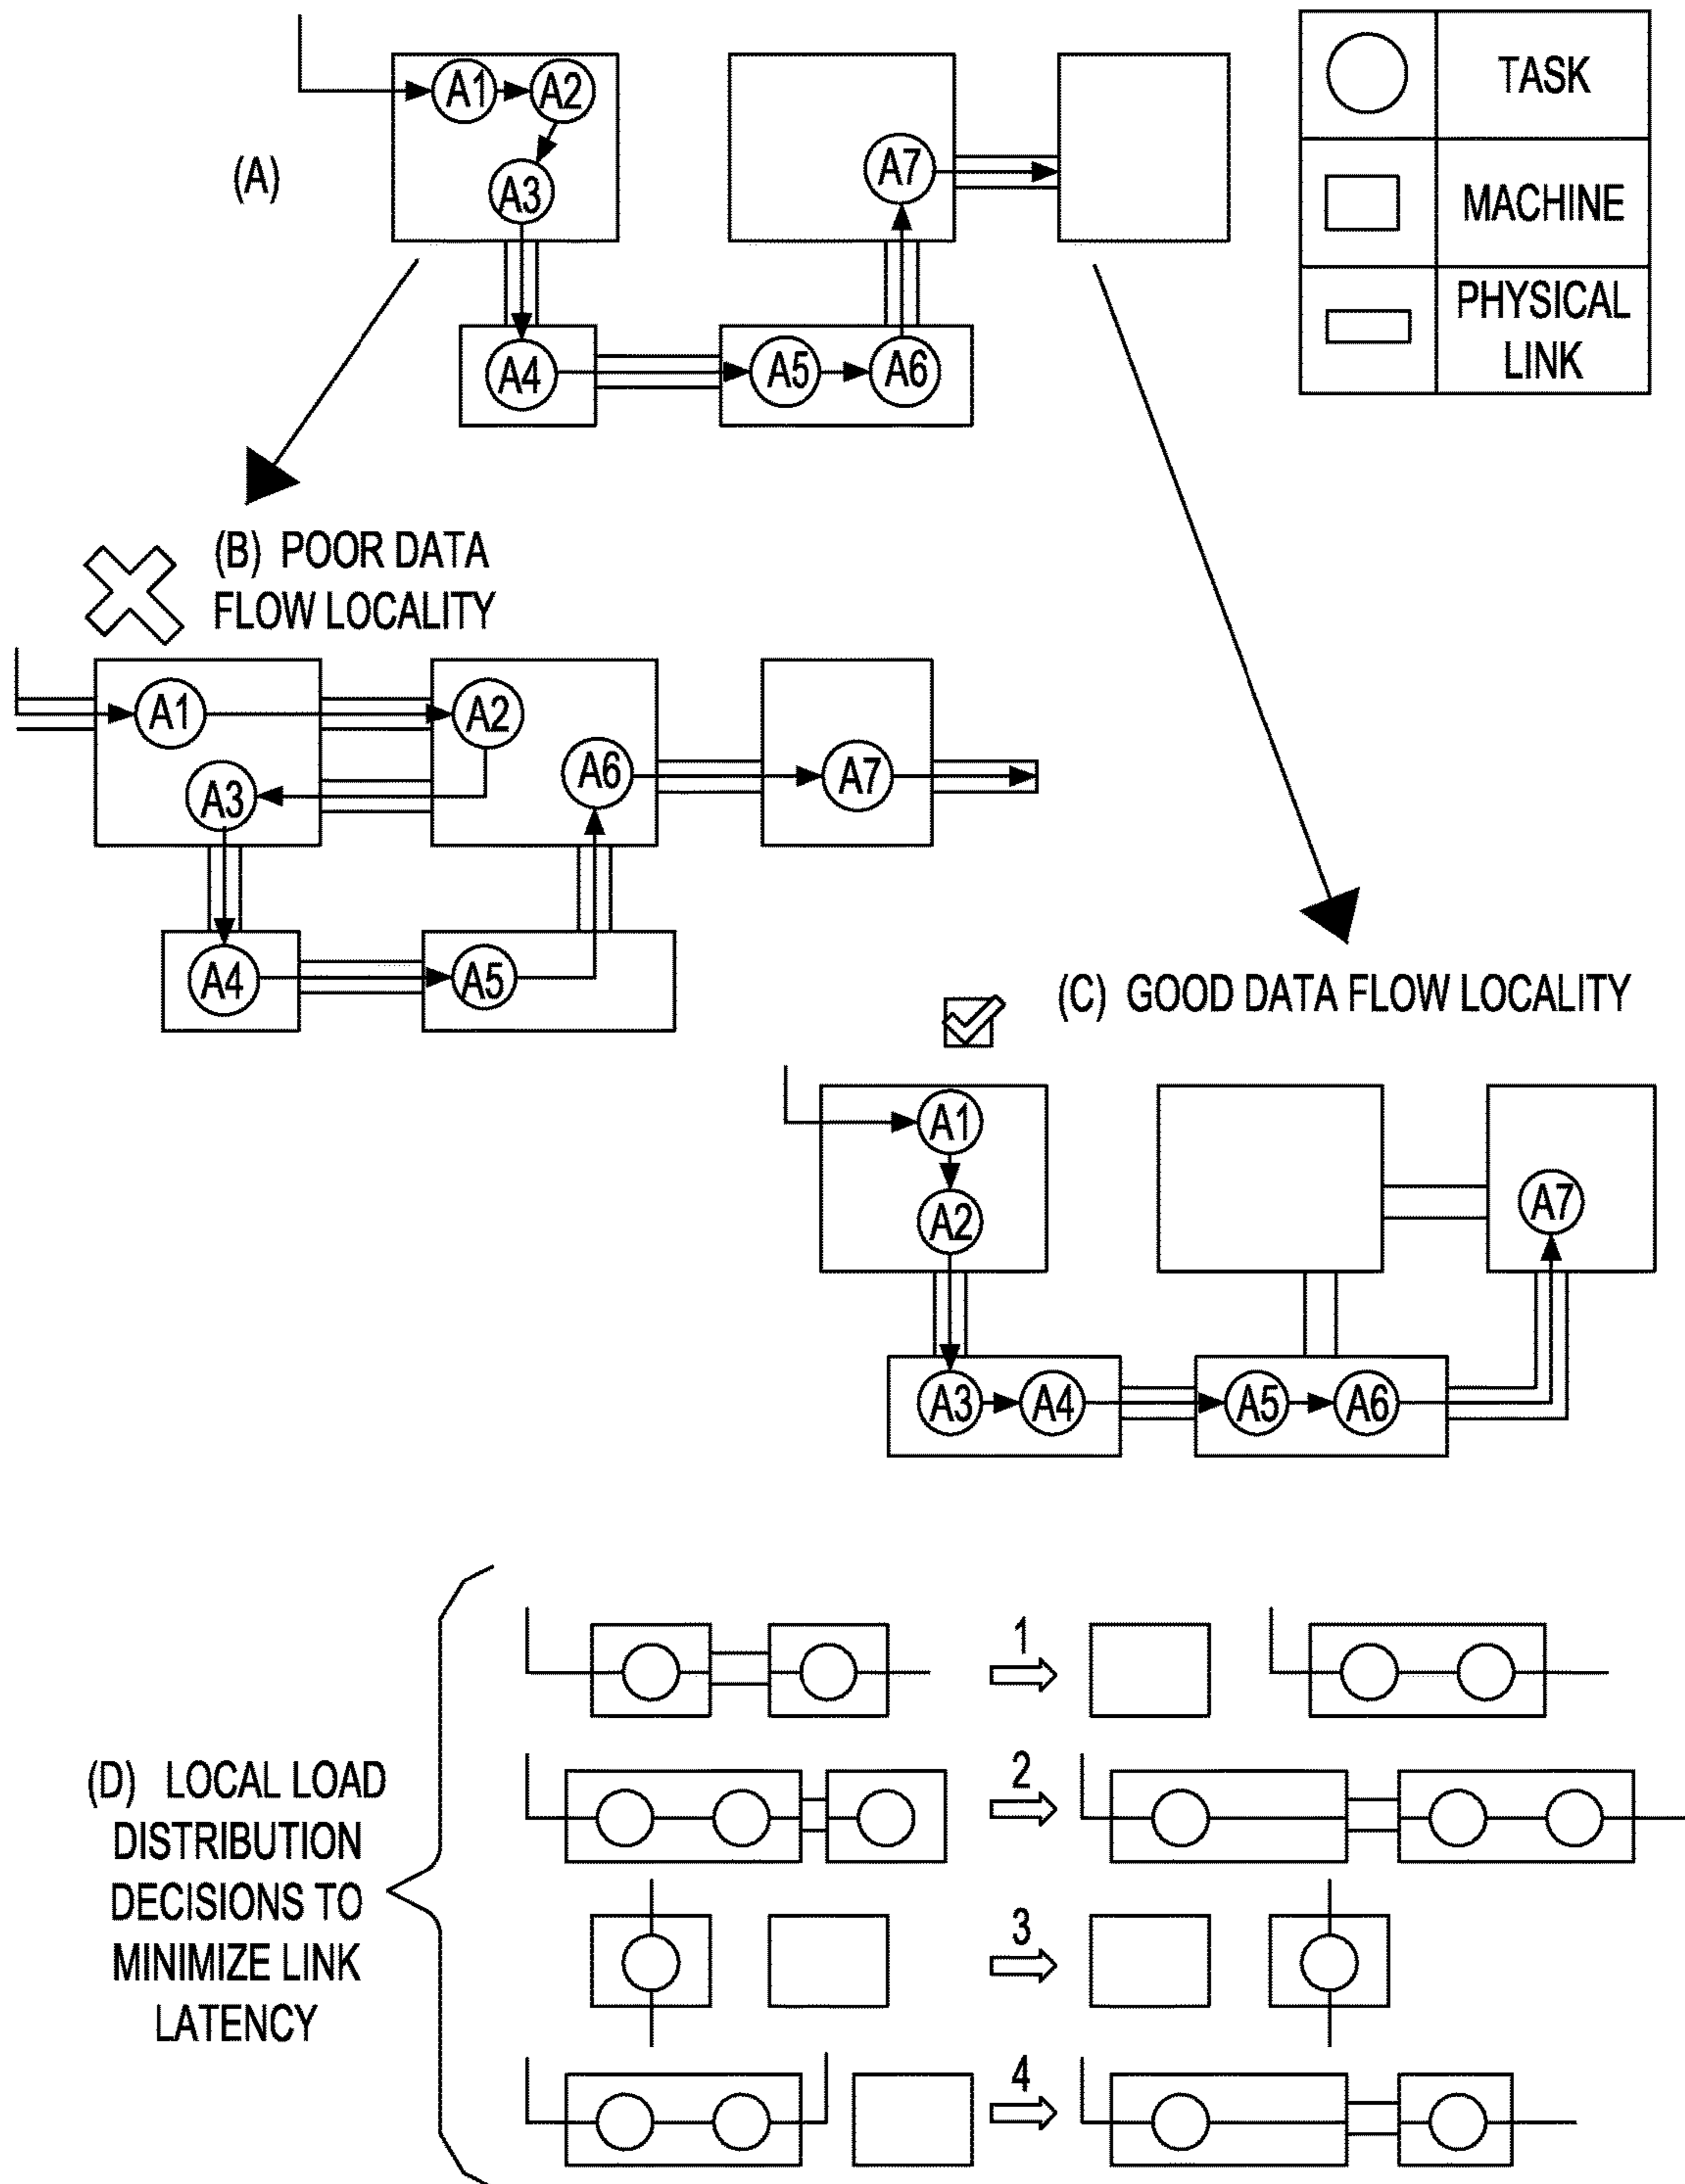 A1
A2
A3
(A)
A7
A4
A5
A6
TASK
MACHINE
PHYSICAL
LINK
(B) POOR DATA
FLOW LOCALITY
A1
A2
A3
A6
A7
A4
A5
(C) GOOD DATA FLOW LOCALITY
A1
A2
A7
A3
A4
A5
A6
(D) LOCAL LOAD
DISTRIBUTION
DECISIONS TO
MINIMIZE LINK
LATENCY
1
2
3
4